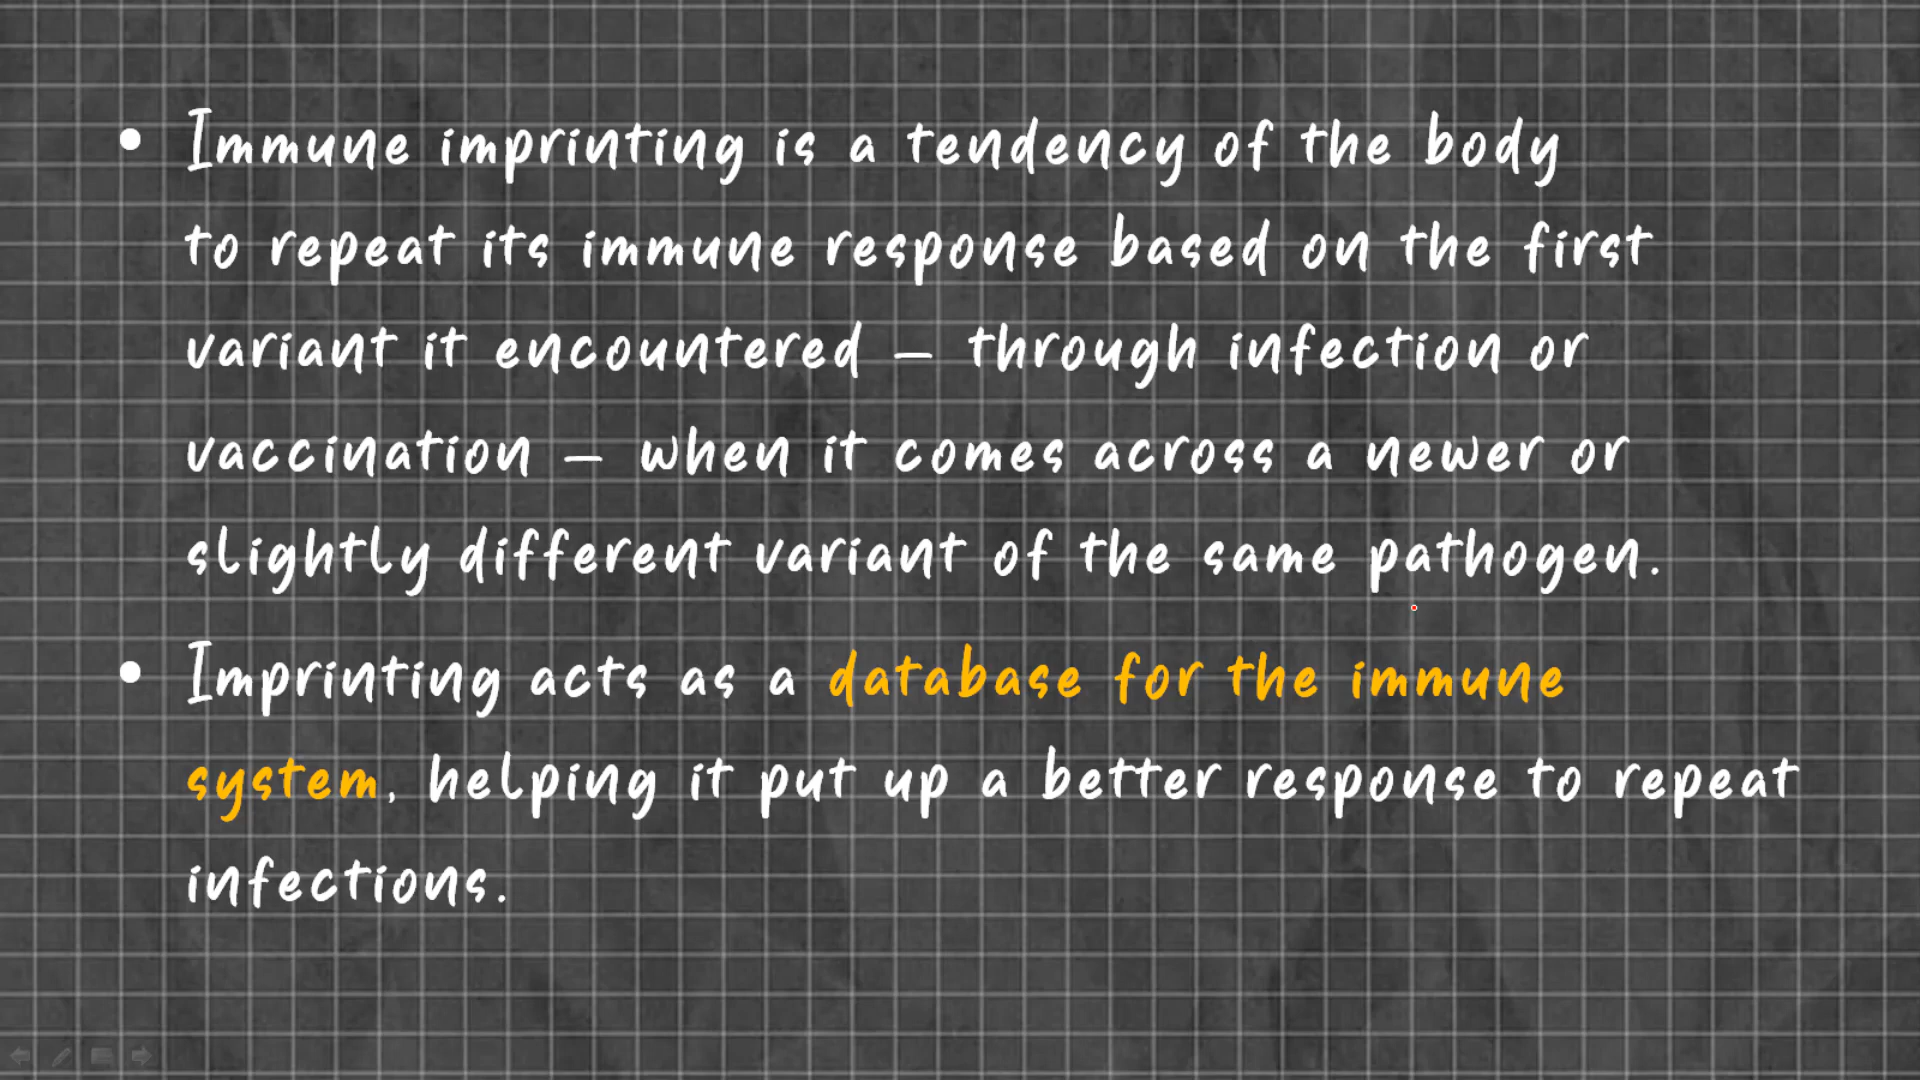 • Immune imprinting is a tendency of the body
to repeat its immune response based on the first
variant it encountered – through infection or
vaccination – when it comes across a newer or
slightly different variant of the same pathogen.
• Imprinting acts as a database for the immune
system, helping it put up a better response to repeat
infections.